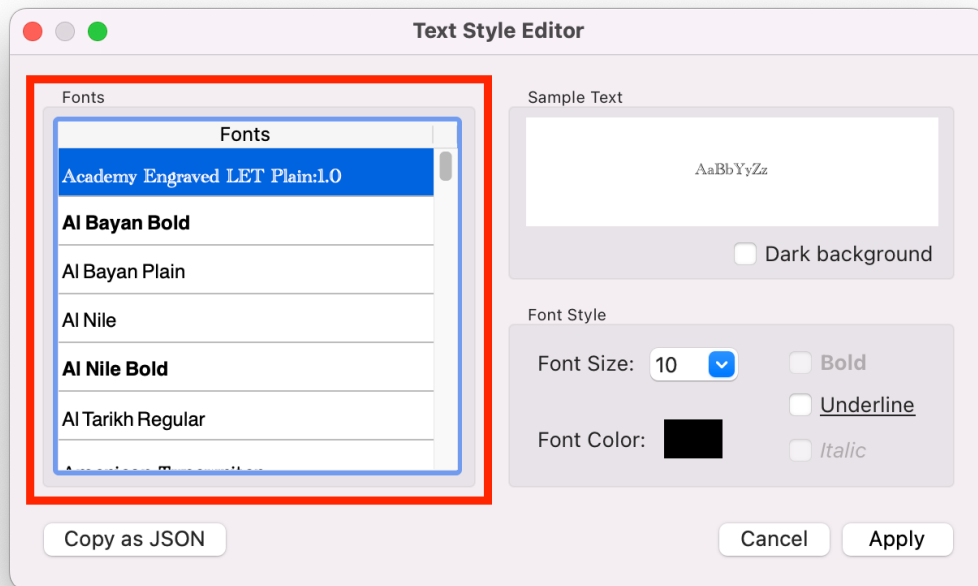 Text Style Editor
Fonts
Fonts
Academy Engraved LET Plain:1.0
Al Bayan Bold
Al Bayan Plain
Al Nile
Al Nile Bold
Al Tarikh Regular
American Typewriter
Sample Text
AaBbYyZz
Dark background
Font Style
Font Size:
10
Bold
Underline
Font Color:
Italic
Copy as JSON
Cancel
Apply